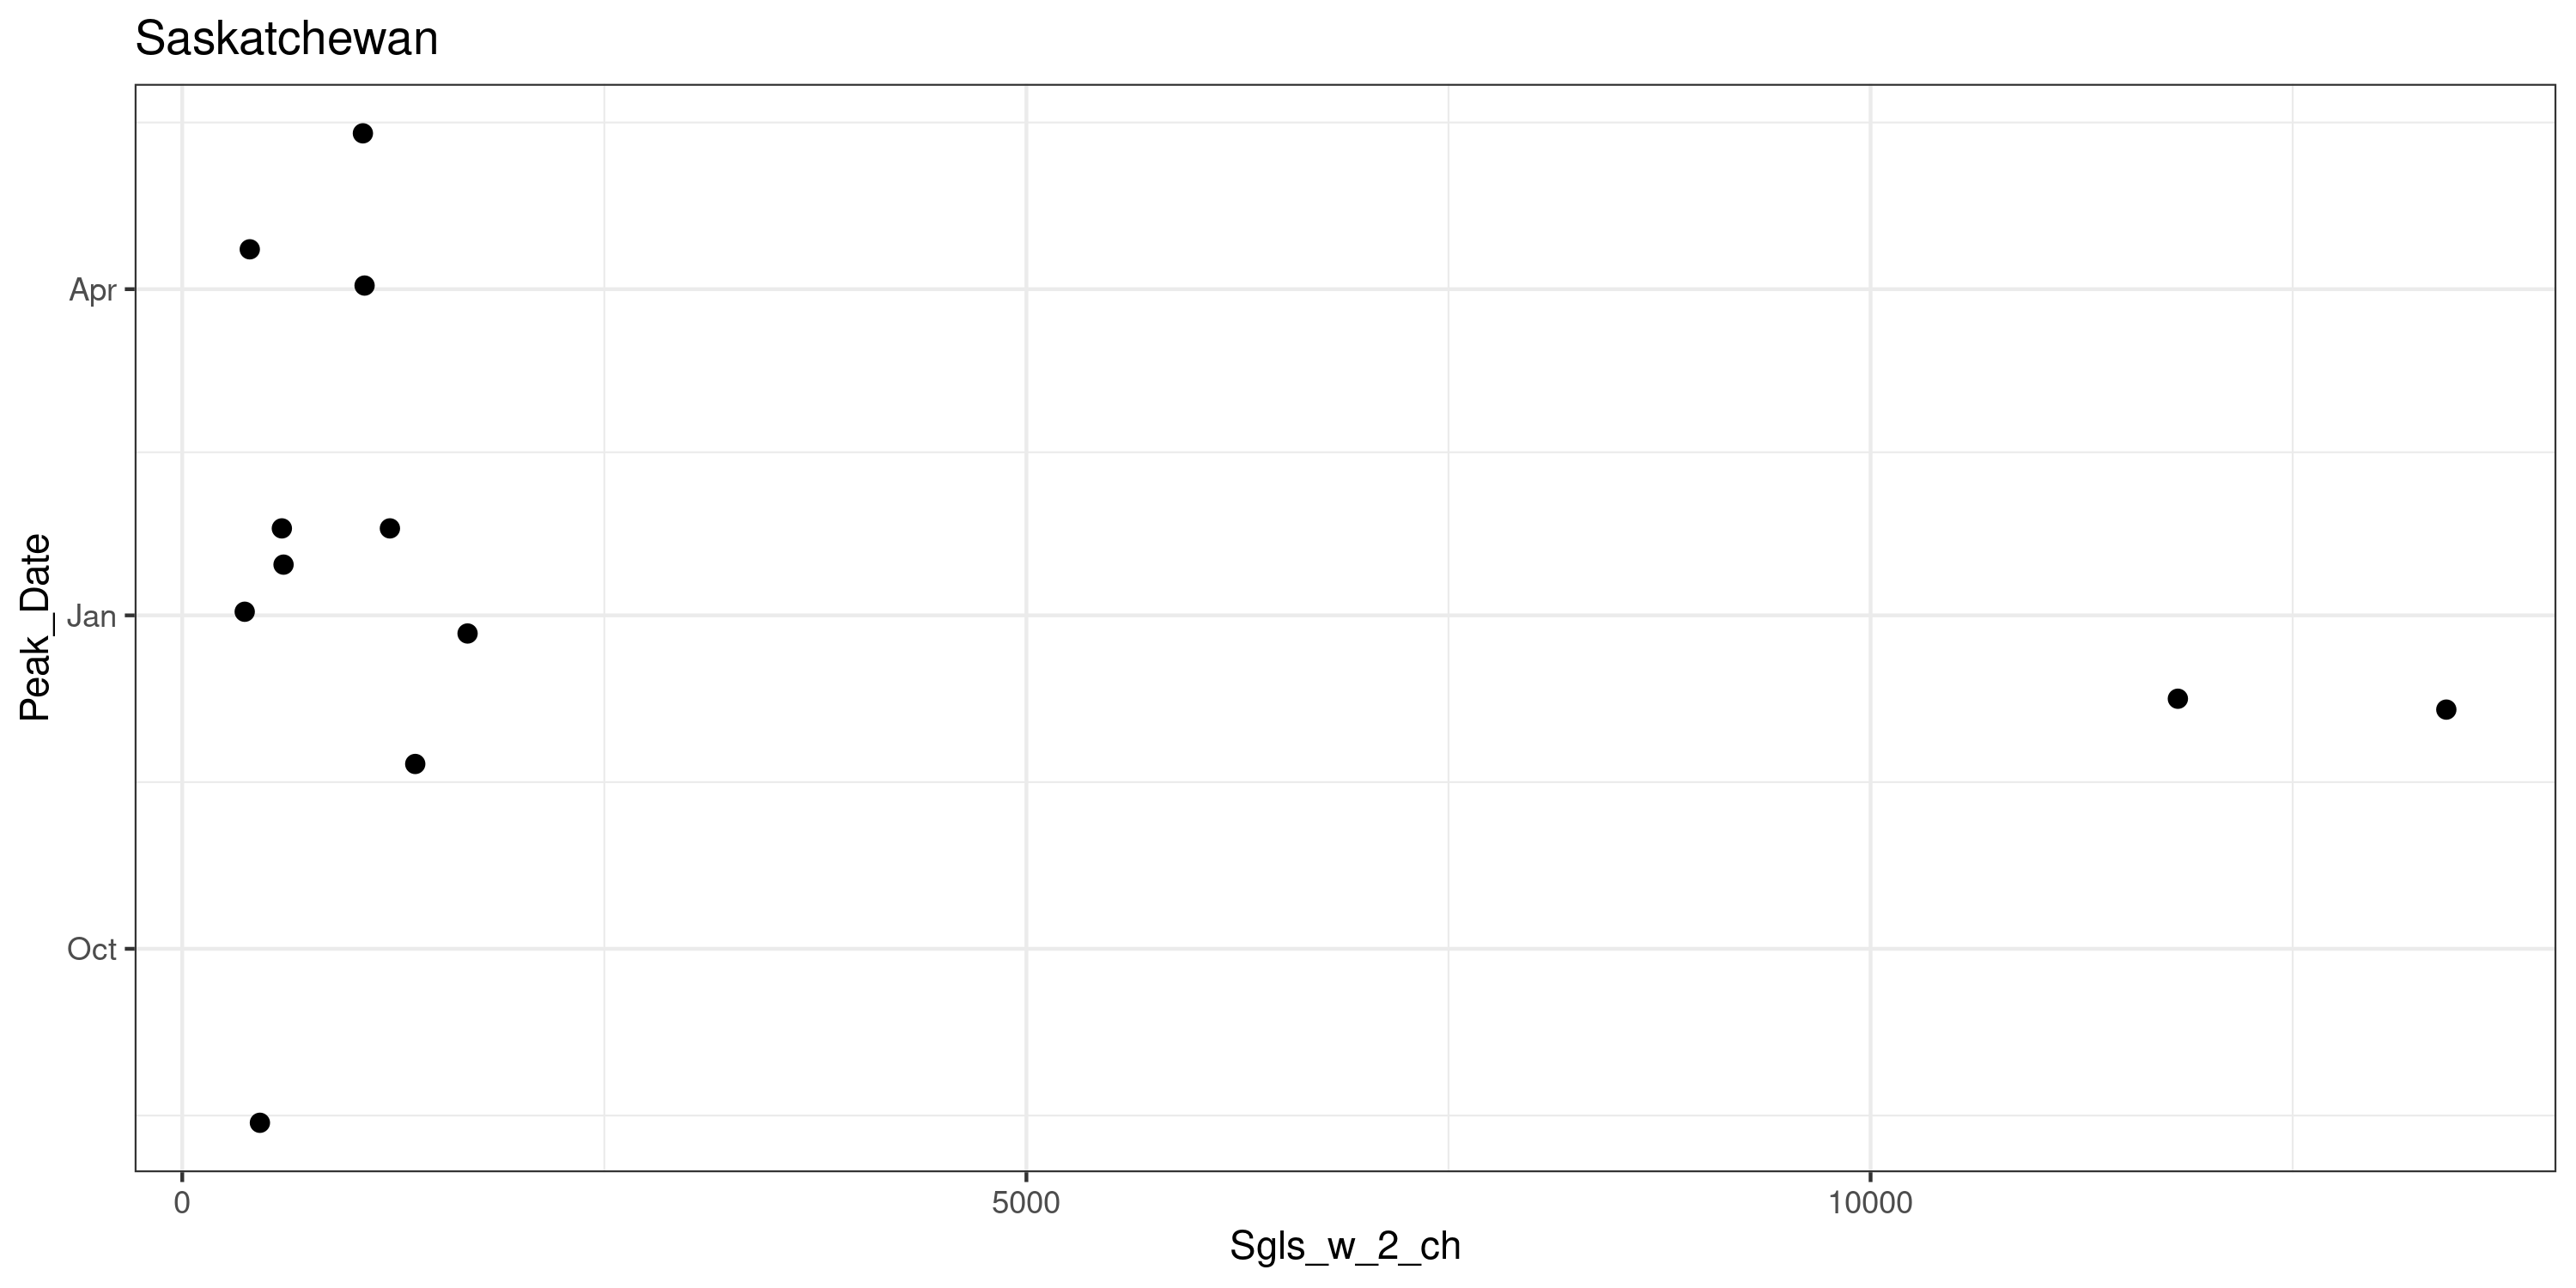 Saskatchewan
Peak_Date
Apr
Jan
Oct
0
5000
10000
Sgls_w_2_ch